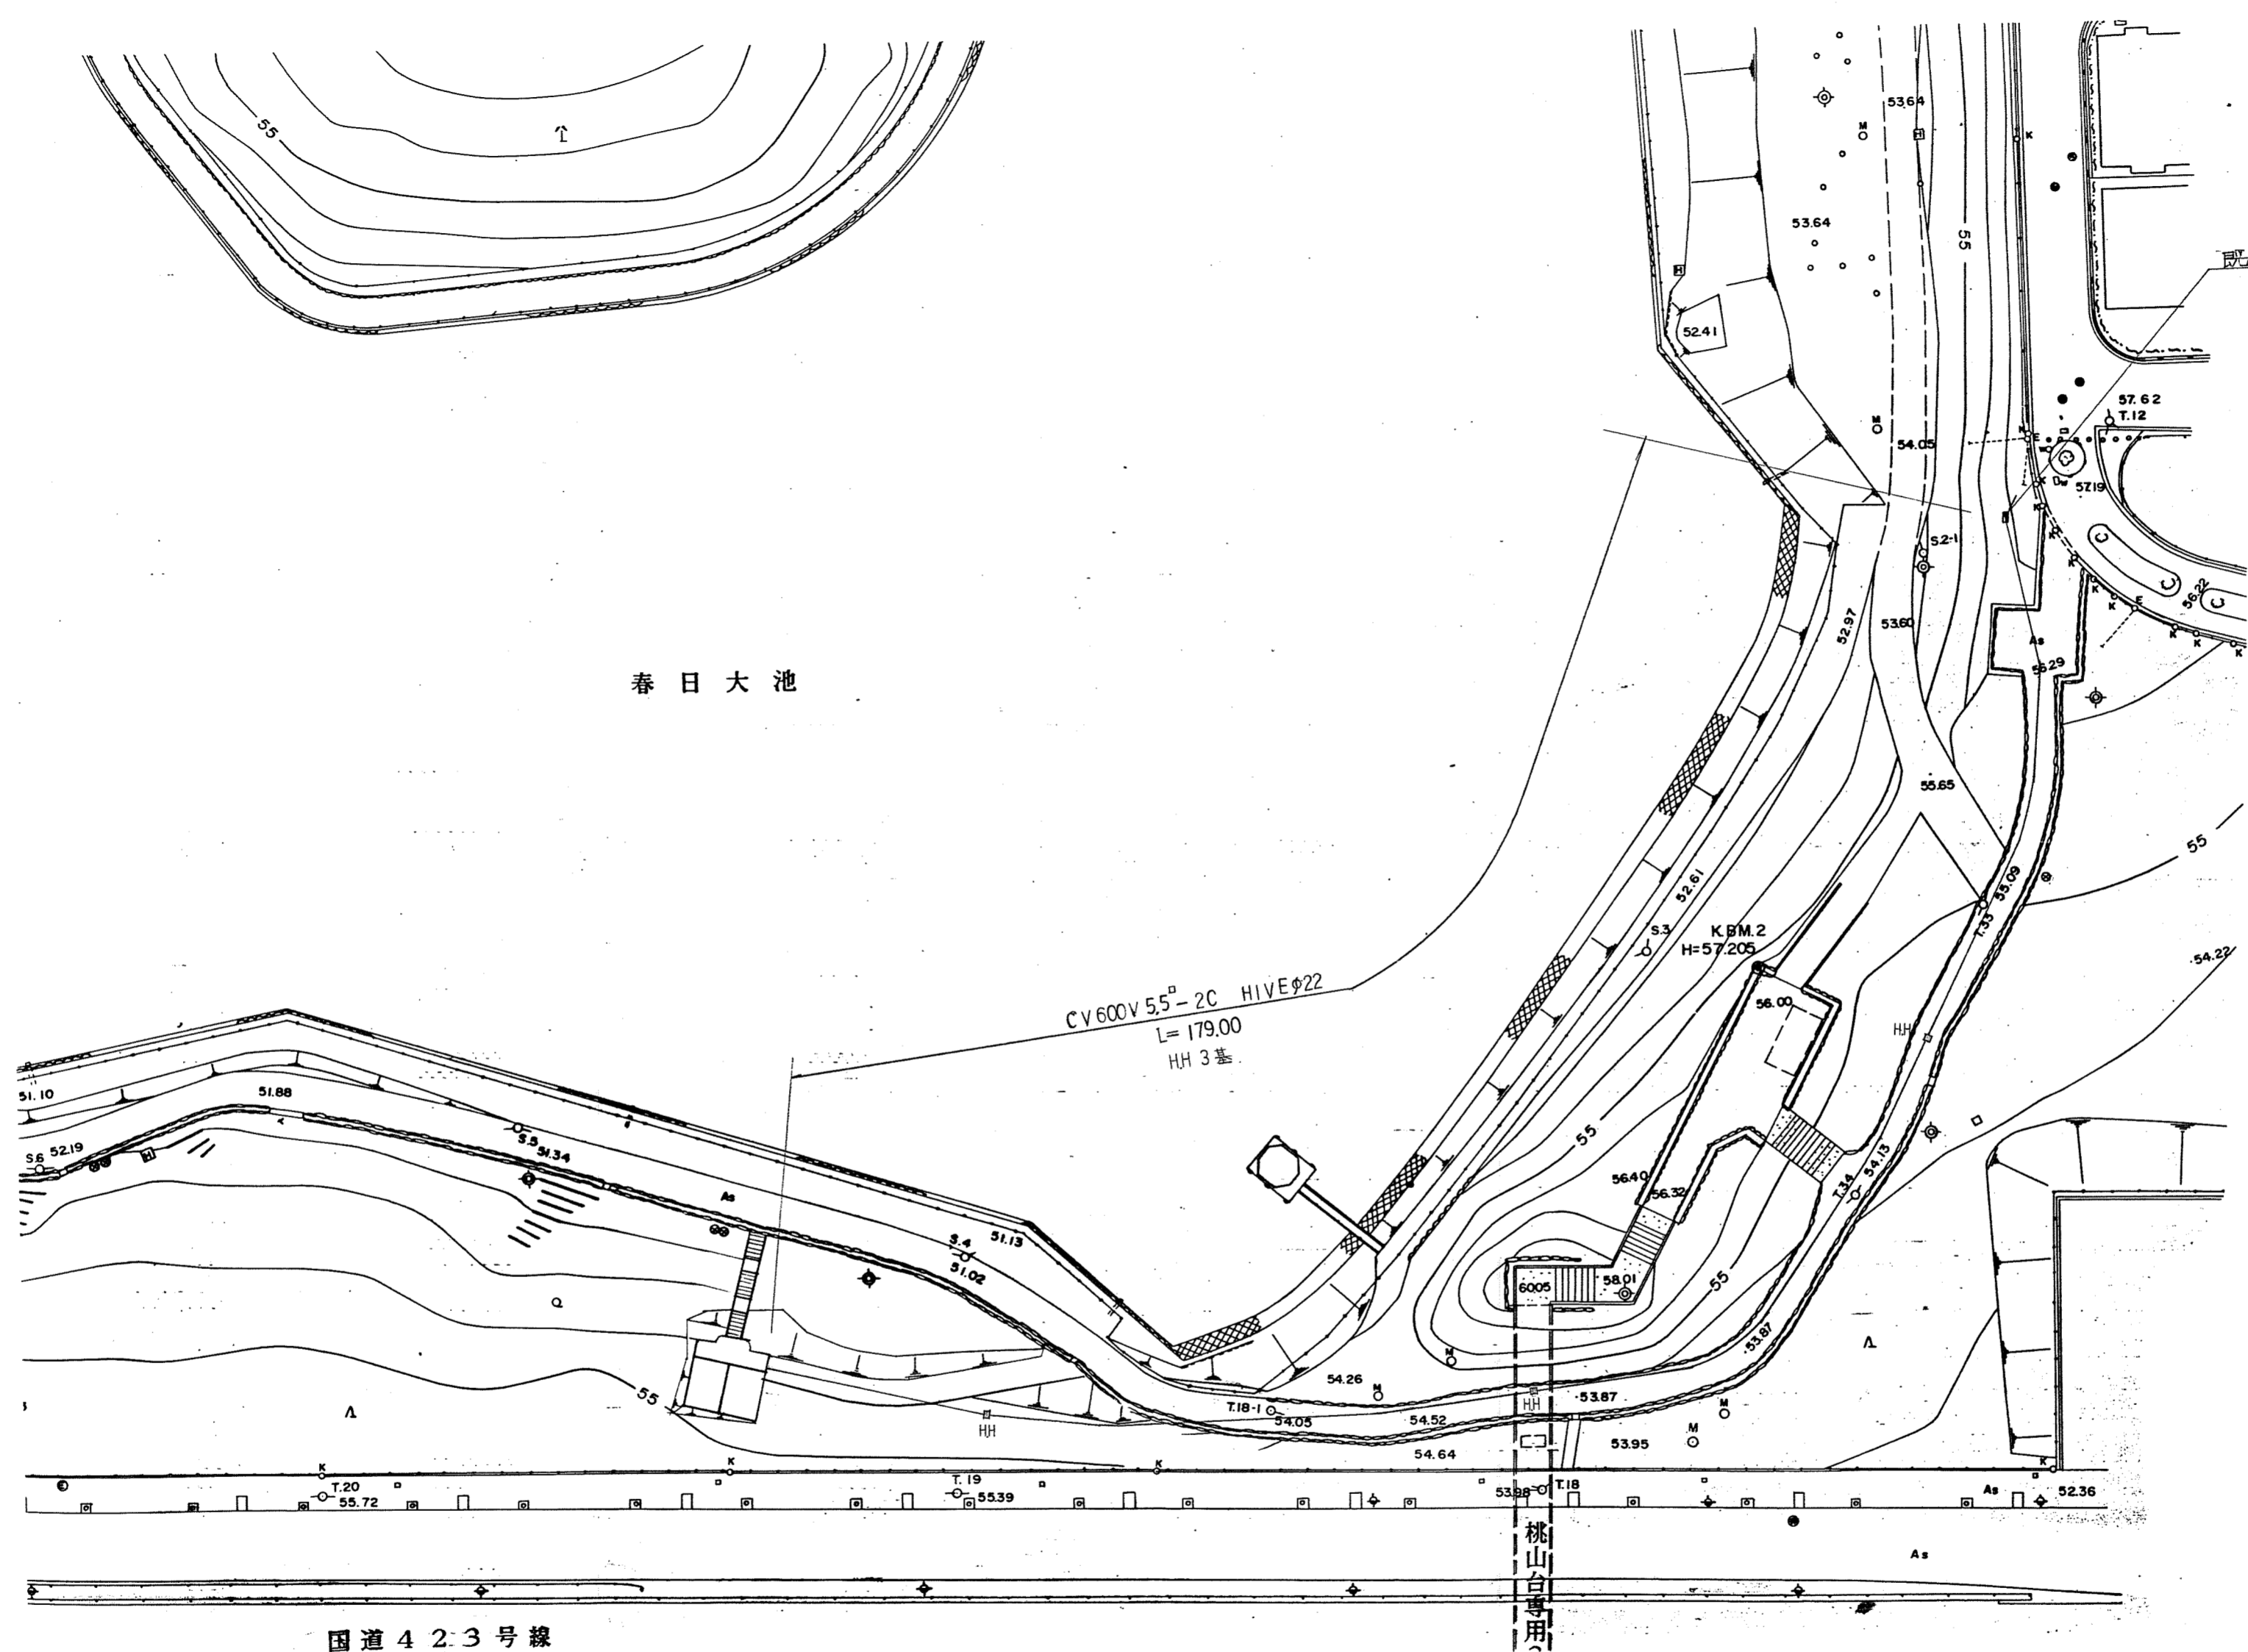 55
53.64
M
H
K
53.64
55
H
52.41
M
57.62
T.12
54.05
K
E
W
57.19
K
W
K
S.2-1
K
C
C
K
C
56.22
K
K
E
K
K
K
52.97
53.60
As
56.29
春日大池
55.65
55
55.09
T.33
52.61
S.3
K.BM.2
H=57.205
54.22
56.00
CV600V 5.5□-2C HIVEφ22
L=179.00
H.H 3基
H.H
51.10
51.88
S.6
52.19
H
S.5
51.34
As
55
56.40
56.32
T.34
54.13
S.4
51.13
51.02
60.05
58.01
55
53.87
M
54.26
M
55
T.18-1
54.05
54.52
H.H
53.87
M
H.H
54.64
53.95
M
K
K
K
K
T.20
55.72
T.19
55.39
53.98
T.18
As
52.36
As
桃山台専用
国道423号線